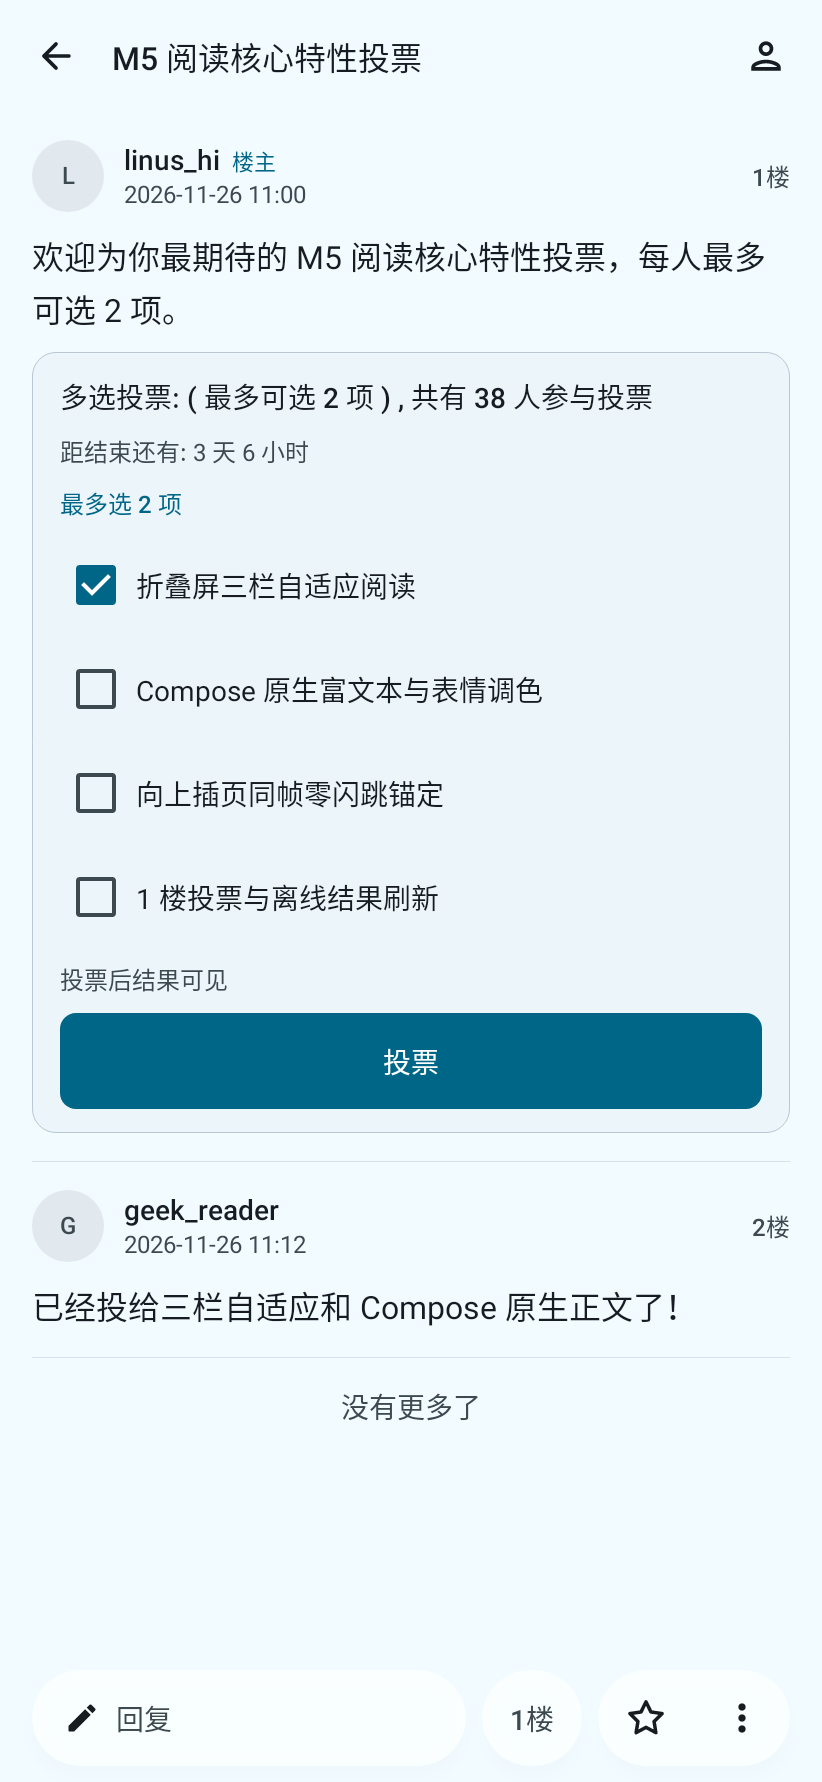 M5 阅读核心特性投票
L
linus_hi 楼主
2026-11-26 11:00
1楼
欢迎为你最期待的 M5 阅读核心特性投票，每人最多
可选 2 项。
多选投票: ( 最多可选 2 项 ) , 共有 38 人参与投票
距结束还有: 3 天 6 小时
最多选 2 项
折叠屏三栏自适应阅读
Compose 原生富文本与表情调色
向上插页同帧零闪跳锚定
1 楼投票与离线结果刷新
投票后结果可见
投票
G
geek_reader
2026-11-26 11:12
2楼
已经投给三栏自适应和 Compose 原生正文了！
没有更多了
回复
1楼